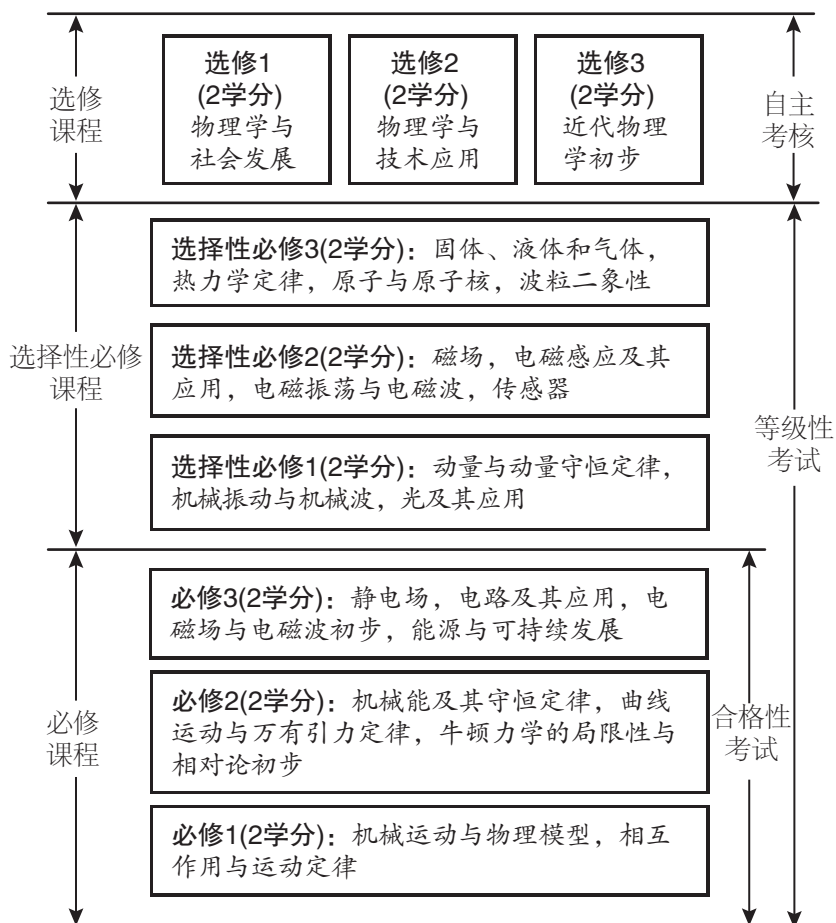 选修
课程
选修1
(2学分)
物理学与
社会发展
选修2
(2学分)
物理学与
技术应用
选修3
(2学分)
近代物理
学初步
自主
考核
选择性必修
课程
选择性必修3(2学分)：固体、液体和气体，
热力学定律，原子与原子核，波粒二象性
选择性必修2(2学分)：磁场，电磁感应及其
应用，电磁振荡与电磁波，传感器
选择性必修1(2学分)：动量与动量守恒定律，
机械振动与机械波，光及其应用
等级性
考试
必修
课程
必修3(2学分)：静电场，电路及其应用，电
磁场与电磁波初步，能源与可持续发展
必修2(2学分)：机械能及其守恒定律，曲线
运动与万有引力定律，牛顿力学的局限性与
相对论初步
必修1(2学分)：机械运动与物理模型，相互
作用与运动定律
合格性
考试